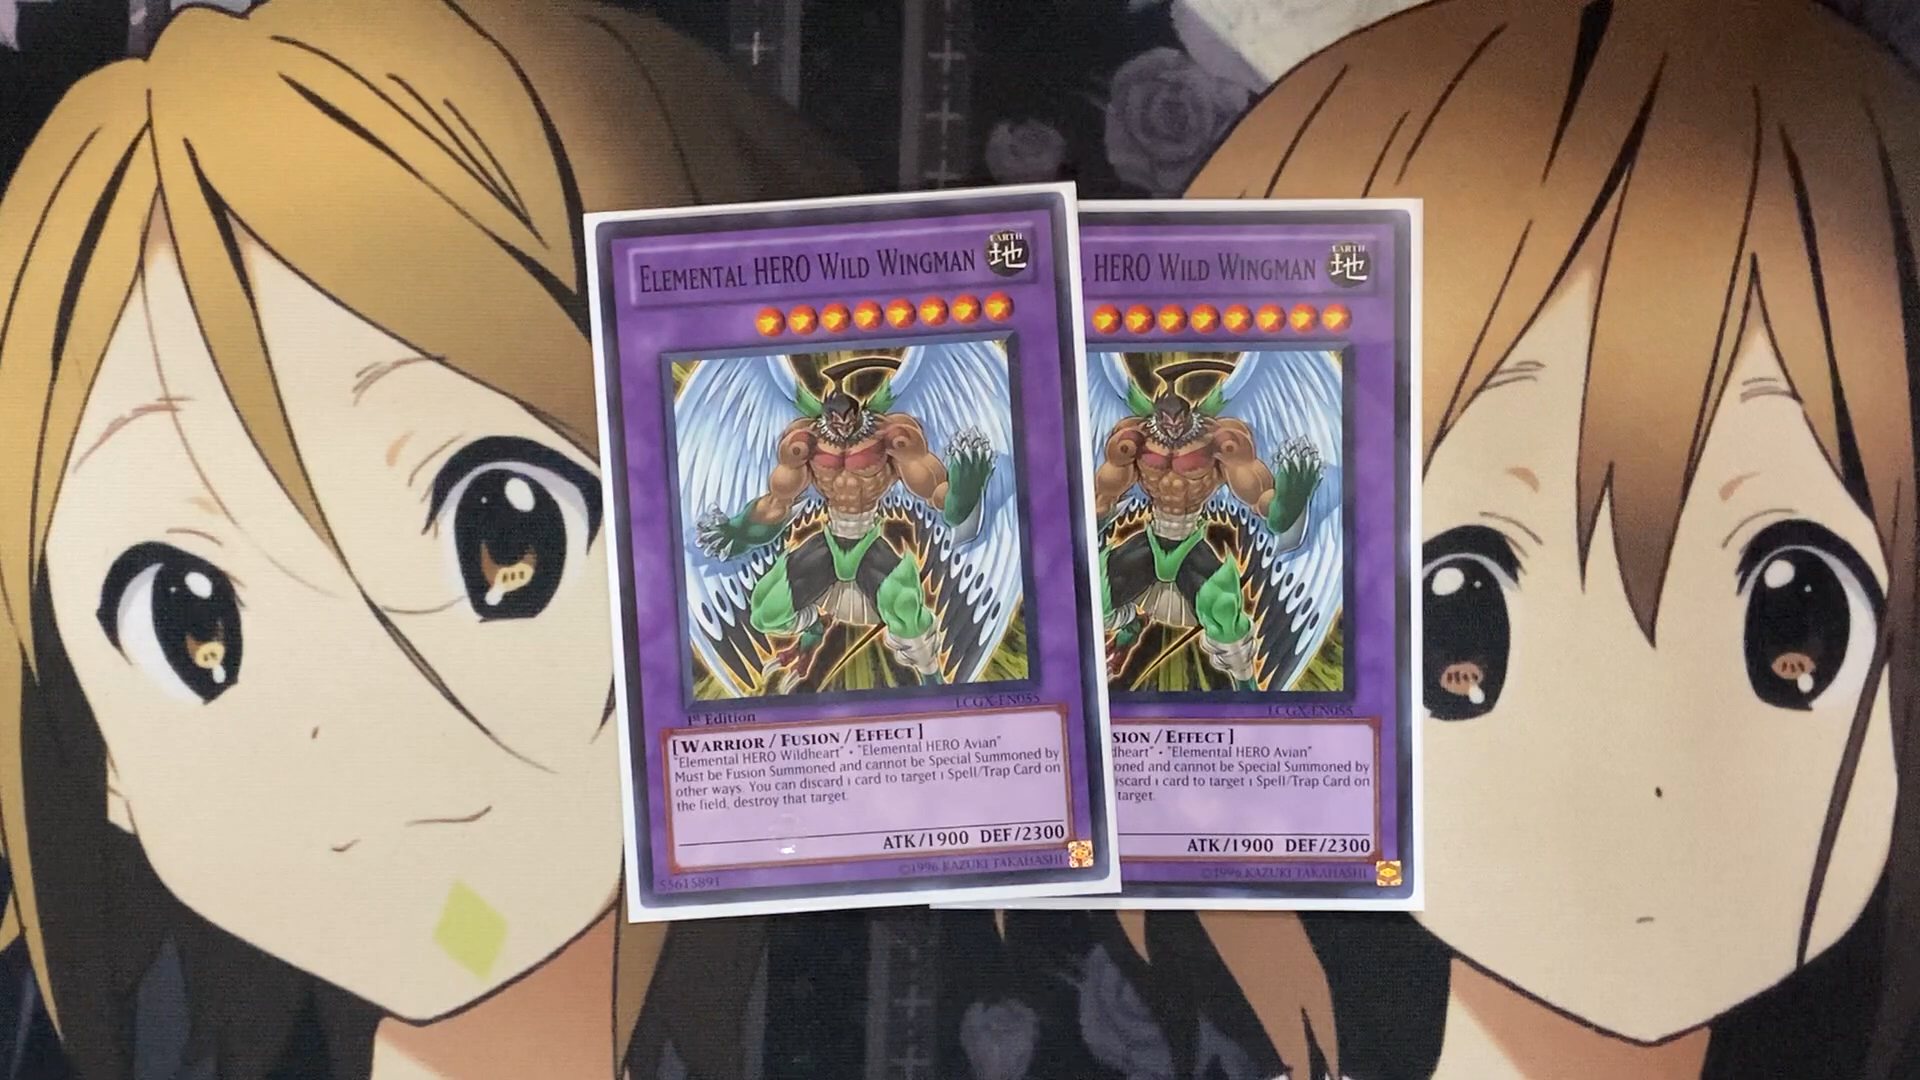 ELEMENTAL HERO WILD WINGMAN
EARTH
地
LCGX-EN055
1st Edition
[WARRIOR / FUSION / EFFECT]
"Elemental HERO Wildheart" • "Elemental HERO Avian"
Must be Fusion Summoned and cannot be Special Summoned by
other ways. You can discard 1 card to target 1 Spell/Trap Card on
the field, destroy that target.
ATK/1900 DEF/2300
55615891
©1996 KAZUKI TAKAHASHI
HERO WILD WINGMAN
EARTH
地
LCGX-EN055
SION / EFFECT]
dheart" • "Elemental HERO Avian"
oned and cannot be Special Summoned by
iscard 1 card to target 1 Spell/Trap Card on
target.
ATK/1900 DEF/2300
©1996 KAZUKI TAKAHASHI